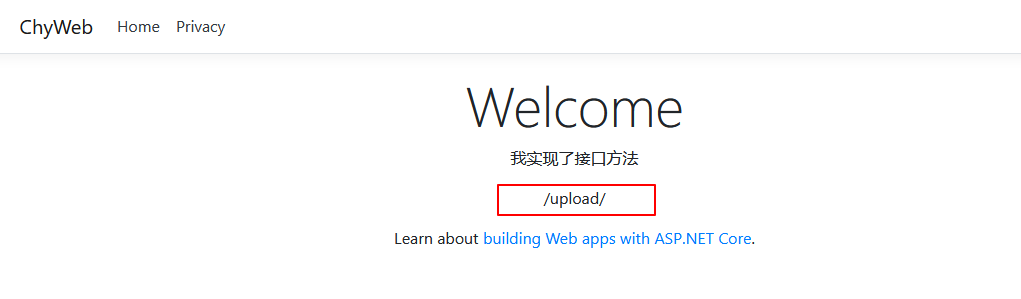 ChyWeb Home Privacy
Welcome
我实现了接口方法
/upload/
Learn about building Web apps with ASP.NET Core.